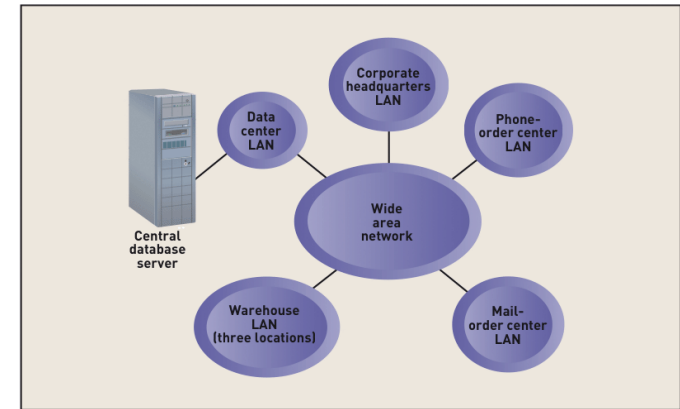 Corporate
headquarters
LAN
Data
center
LAN
Phone-
order center
LAN
Wide
area
network
Central
database
server
Warehouse
LAN
(three locations)
Mail-
order center
LAN